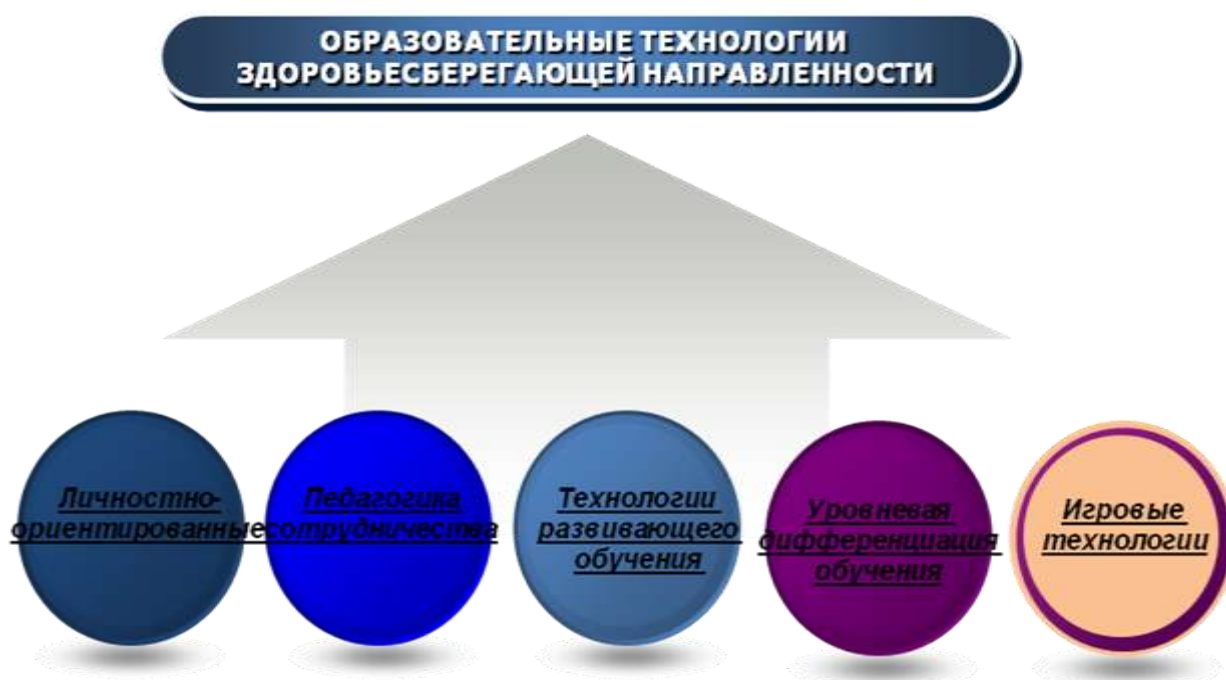 ОБРАЗОВАТЕЛЬНЫЕ ТЕХНОЛОГИИ
ЗДОРОВЬЕСБЕРЕГАЮЩЕЙ НАПРАВЛЕННОСТИ
Личностно-
ориентированные
Педагогика
сотрудничества
Технологии
развивающего
обучения
Уровневая
дифференциация
обучения
Игровые
технологии